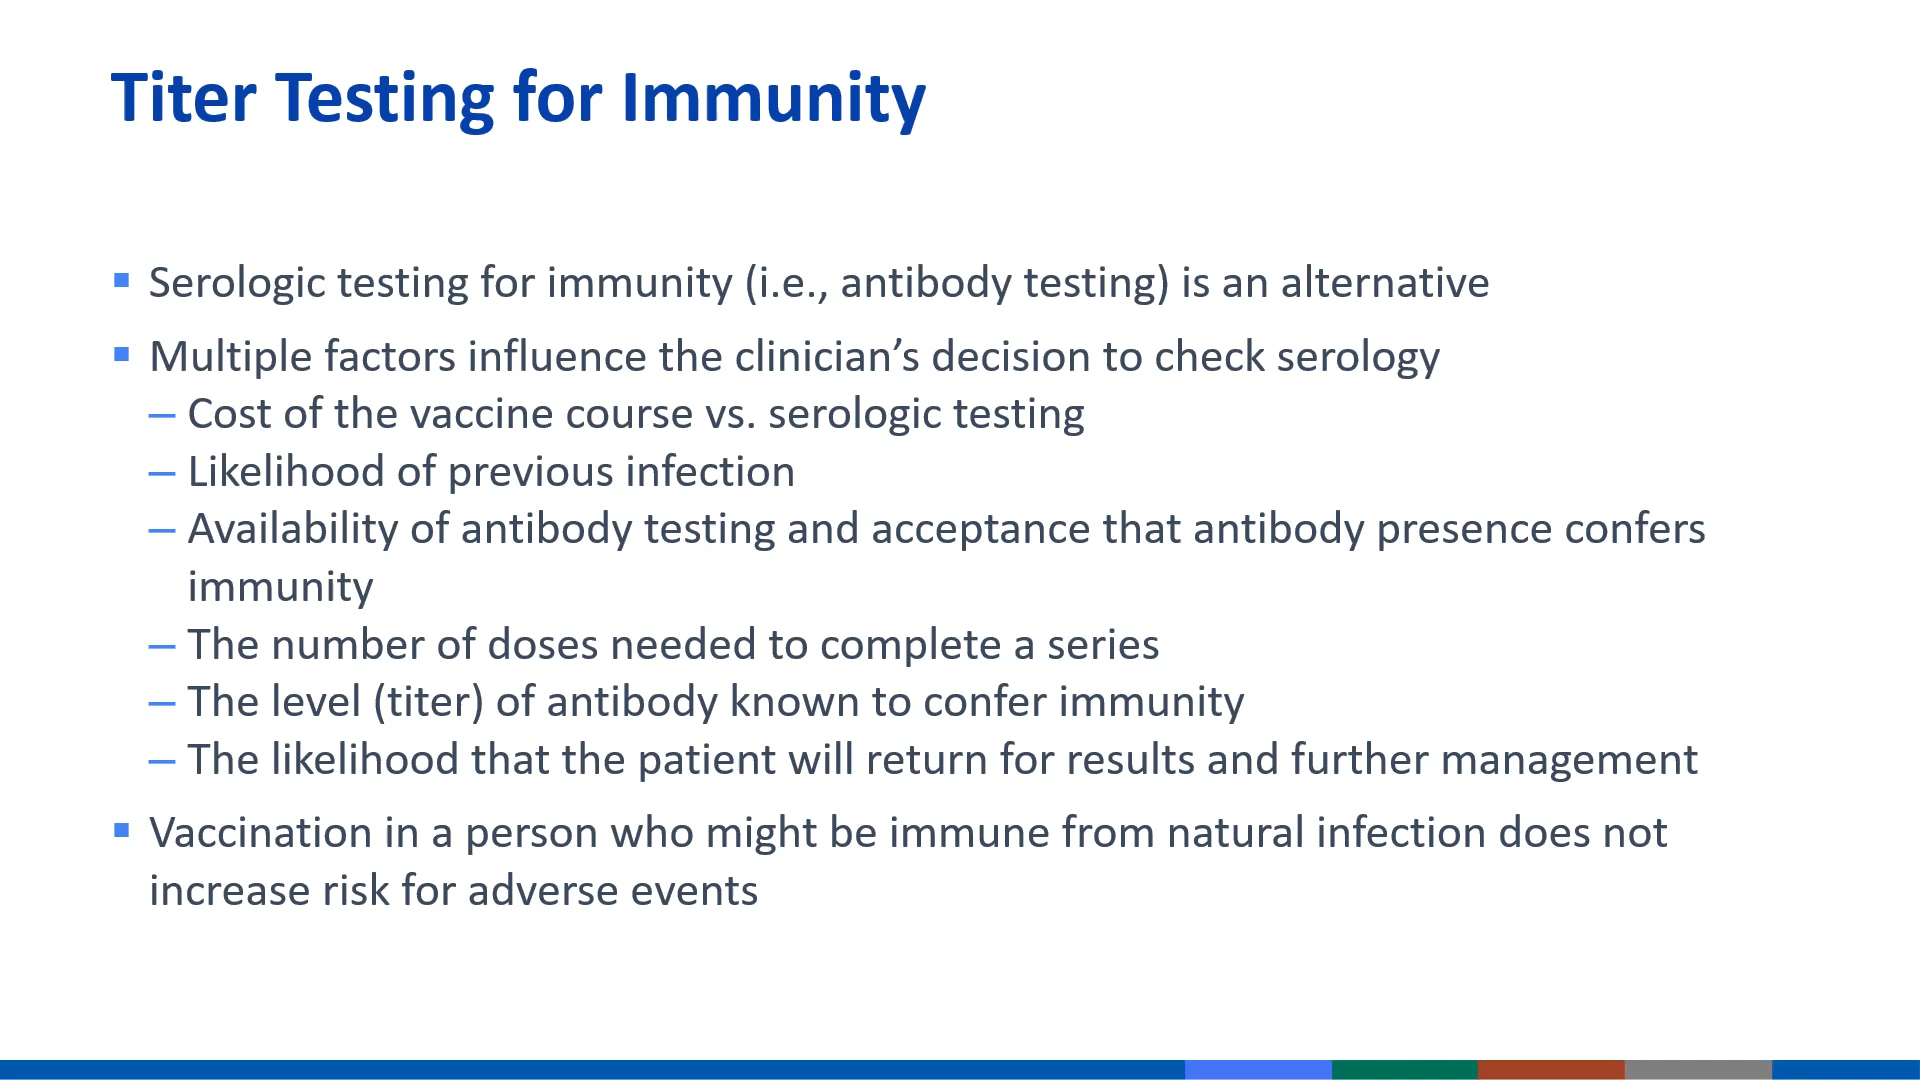 Titer Testing for Immunity
▪ Serologic testing for immunity (i.e., antibody testing) is an alternative
▪ Multiple factors influence the clinician’s decision to check serology
– Cost of the vaccine course vs. serologic testing
– Likelihood of previous infection
– Availability of antibody testing and acceptance that antibody presence confers
immunity
– The number of doses needed to complete a series
– The level (titer) of antibody known to confer immunity
– The likelihood that the patient will return for results and further management
▪ Vaccination in a person who might be immune from natural infection does not
increase risk for adverse events